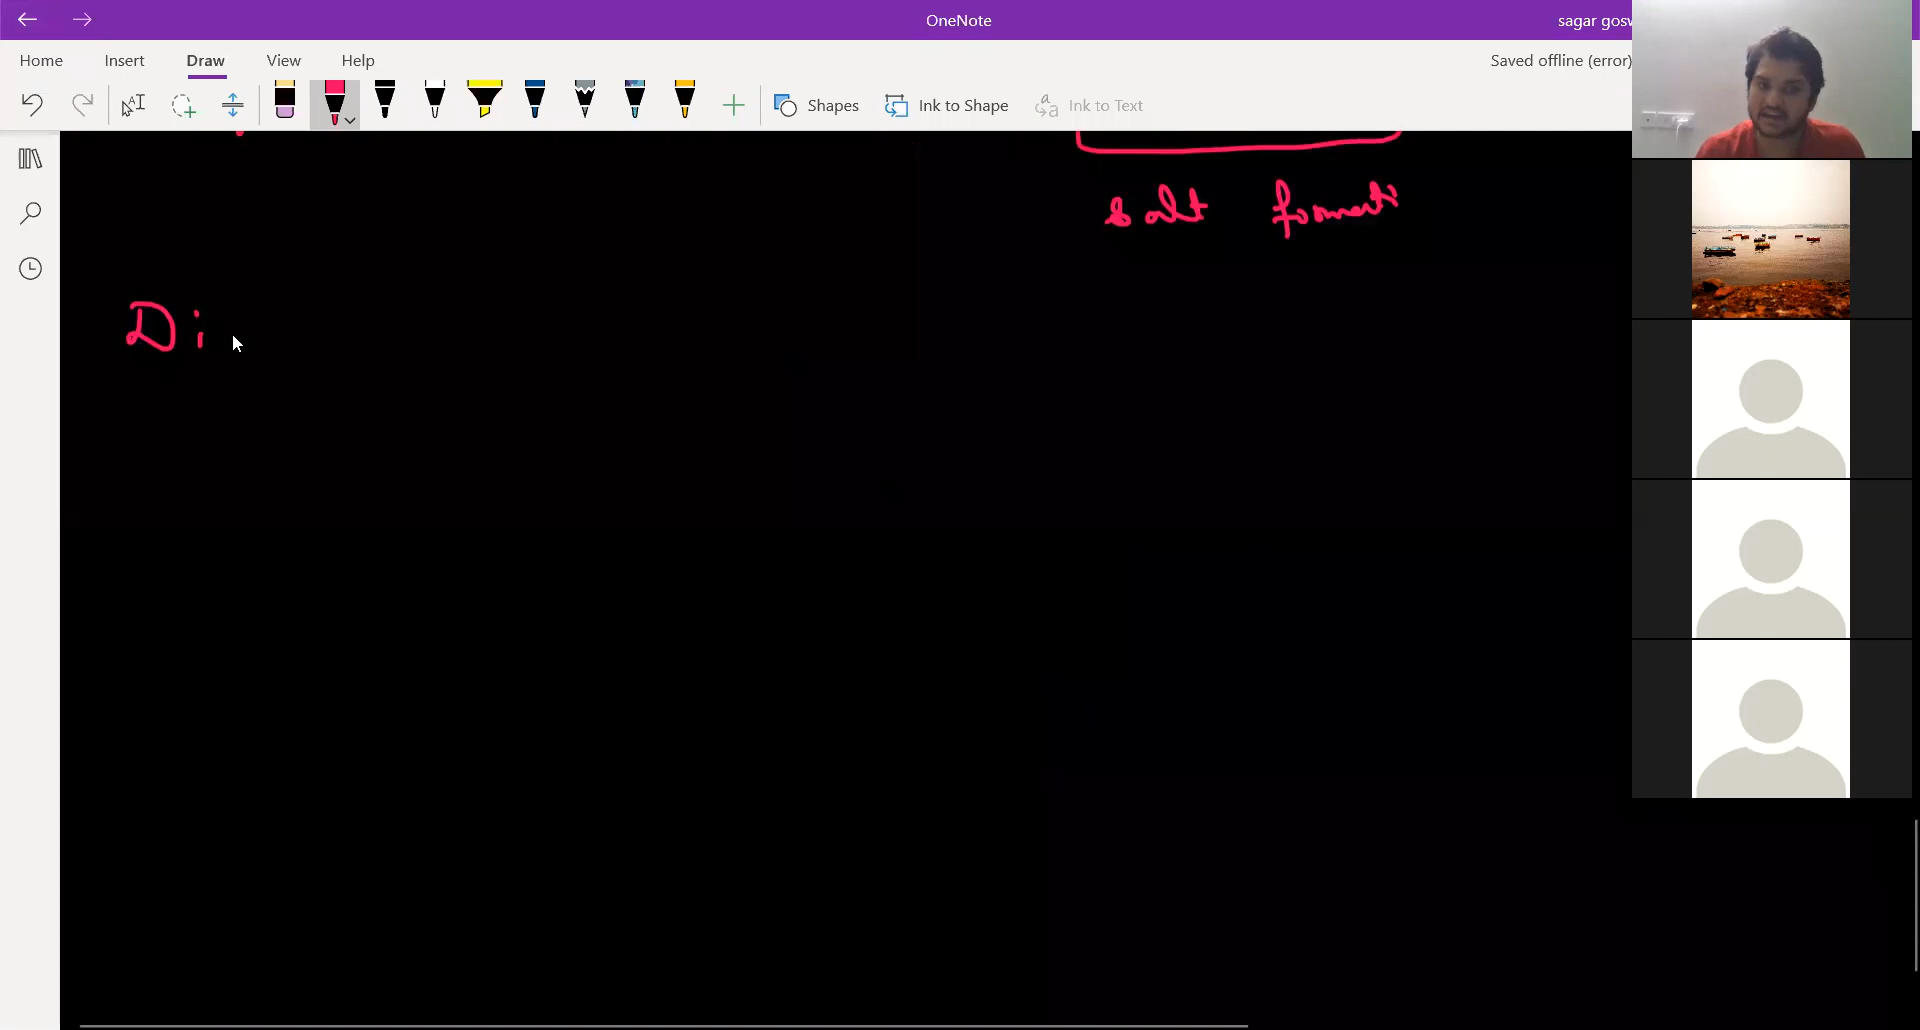 OneNote
sagar gosw
Home Insert Draw View Help
Saved offline (error)
Shapes Ink to Shape Ink to Text
salt formati
Di